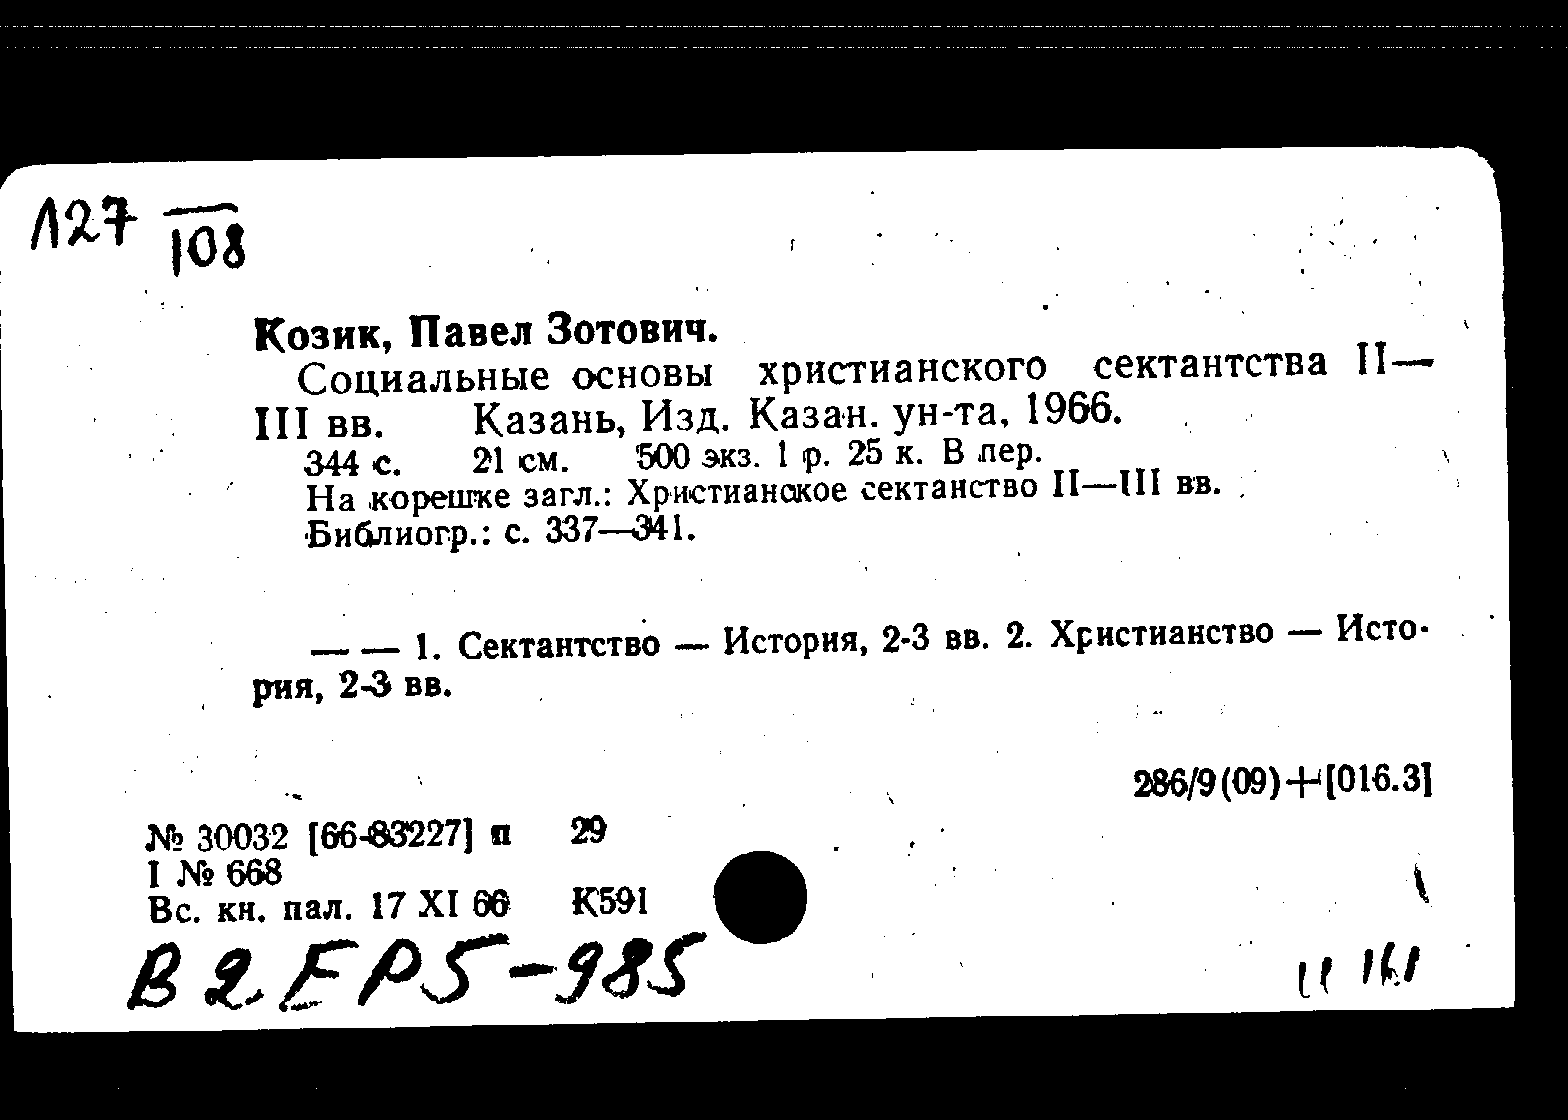 Л27 108
Козик, Павел Зотович.
Социальные основы христианского сектантства II—
III вв. Казань, Изд. Казан. ун-та, 1966.
344 с. 21 см. 500 экз. 1 р. 25 к. В пер.
На корешке загл.: Христианское сектанство II—III вв.
Библиогр.: с. 337—341.
— — 1. Сектантство — История, 2-3 вв. 2. Христианство — Исто-
рия, 2-3 вв.
286/9(09)+[016.3]
№ 30032 [66-83227] п 29
I № 668
Вс. кн. пал. 17 XI 66 К591
В 2. ЕР5-985